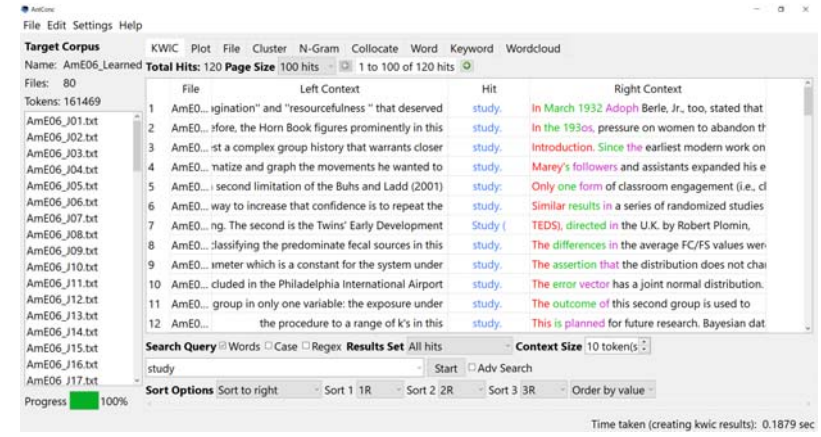 AntConc
File Edit Settings Help
Target Corpus
Name: AmE06_Learned
Files: 80
Tokens: 161469
AmE06_J01.txt
AmE06_J02.txt
AmE06_J03.txt
AmE06_J04.txt
AmE06_J05.txt
AmE06_J06.txt
AmE06_J07.txt
AmE06_J08.txt
AmE06_J09.txt
AmE06_J10.txt
AmE06_J11.txt
AmE06_J12.txt
AmE06_J13.txt
AmE06_J14.txt
AmE06_J15.txt
AmE06_J16.txt
AmE06_J17.txt
Progress 100%
KWIC Plot File Cluster N-Gram Collocate Word Keyword Wordcloud
Total Hits: 120 Page Size 100 hits 1 to 100 of 120 hits
File Left Context Hit Right Context
1 AmE0... agination" and "resourcefulness " that deserved study. In March 1932 Adoph Berle, Jr., too, stated that
2 AmE0... efore, the Horn Book figures prominently in this study. In the 193os, pressure on women to abandon th
3 AmE0... st a complex group history that warrants closer study. Introduction. Since the earliest modern work on
4 AmE0... matize and graph the movements he wanted to study. Marey's followers and assistants expanded his e
5 AmE0... second limitation of the Buhs and Ladd (2001) study: Only one form of classroom engagement (i.e., cl
6 AmE0... way to increase that confidence is to repeat the study. Similar results in a series of randomized studies
7 AmE0... ng. The second is the Twins' Early Development Study ( TEDS), directed in the U.K. by Robert Plomin,
8 AmE0... classifying the predominate fecal sources in this study. The differences in the average FC/FS values were
9 AmE0... ameter which is a constant for the system under study. The assertion that the distribution does not chan
10 AmE0... cluded in the Philadelphia International Airport study. The error vector has a joint normal distribution.
11 AmE0... group in only one variable: the exposure under study. The outcome of this second group is used to
12 AmE0... the procedure to a range of k's in this study. This is planned for future research. Bayesian dat
Search Query Words Case Regex Results Set All hits Context Size 10 token(s
study Start Adv Search
Sort Options Sort to right Sort 1 1R Sort 2 2R Sort 3 3R Order by value
Time taken (creating kwic results): 0.1879 sec